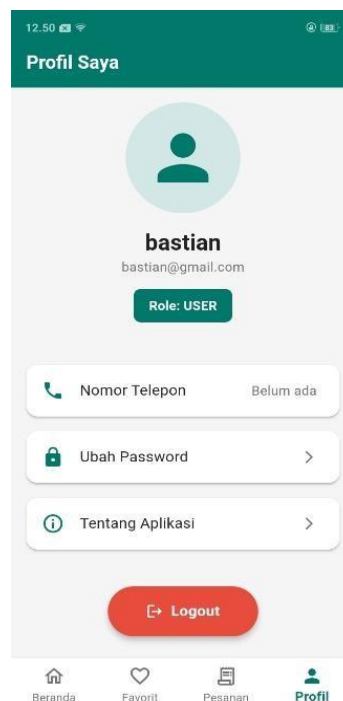 12.50
83
Profil Saya
bastian
bastian@gmail.com
Role: USER
Nomor Telepon Belum ada
Ubah Password
Tentang Aplikasi
Logout
Beranda Favorit Pesanan Profil